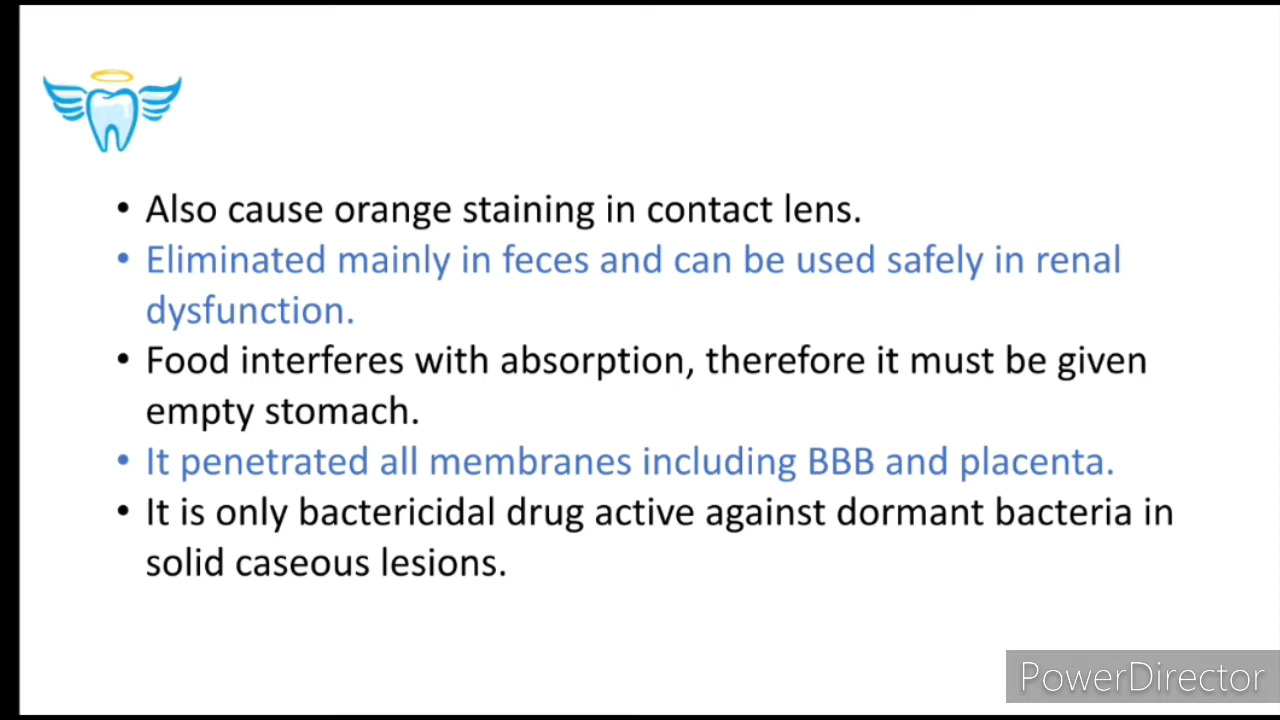 • Also cause orange staining in contact lens.
• Eliminated mainly in feces and can be used safely in renal
dysfunction.
• Food interferes with absorption, therefore it must be given
empty stomach.
• It penetrated all membranes including BBB and placenta.
• It is only bactericidal drug active against dormant bacteria in
solid caseous lesions.
PowerDirector